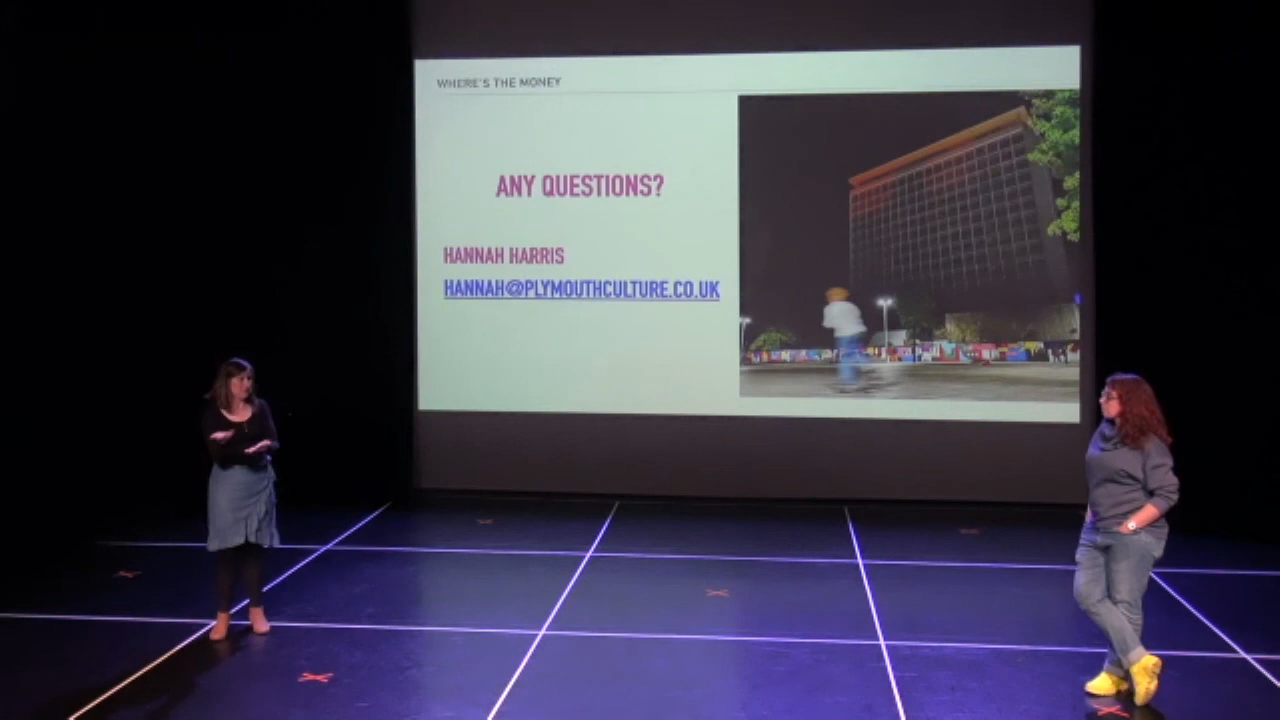 WHERE'S THE MONEY
ANY QUESTIONS?
HANNAH HARRIS
HANNAH@PLYMOUTHCULTURE.CO.UK